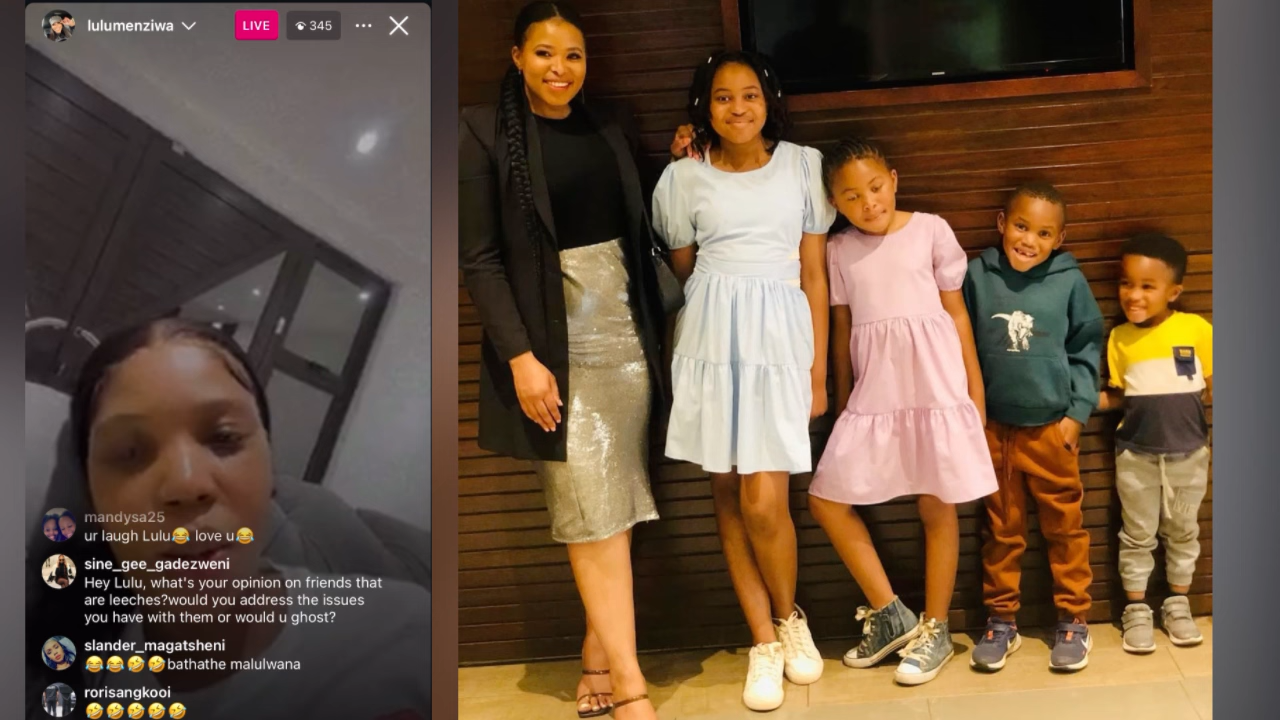 lulumenziwa
LIVE
345
mandysa25
ur laugh Lulu😂 love u😂
sine_gee_gadezweni
Hey Lulu, what's your opinion on friends that
are leeches?would you address the issues
you have with them or would u ghost?
slander_magatsheni
😂😂🤣🤣bathathe malulwana
rorisangkooi
🤣🤣🤣🤣🤣